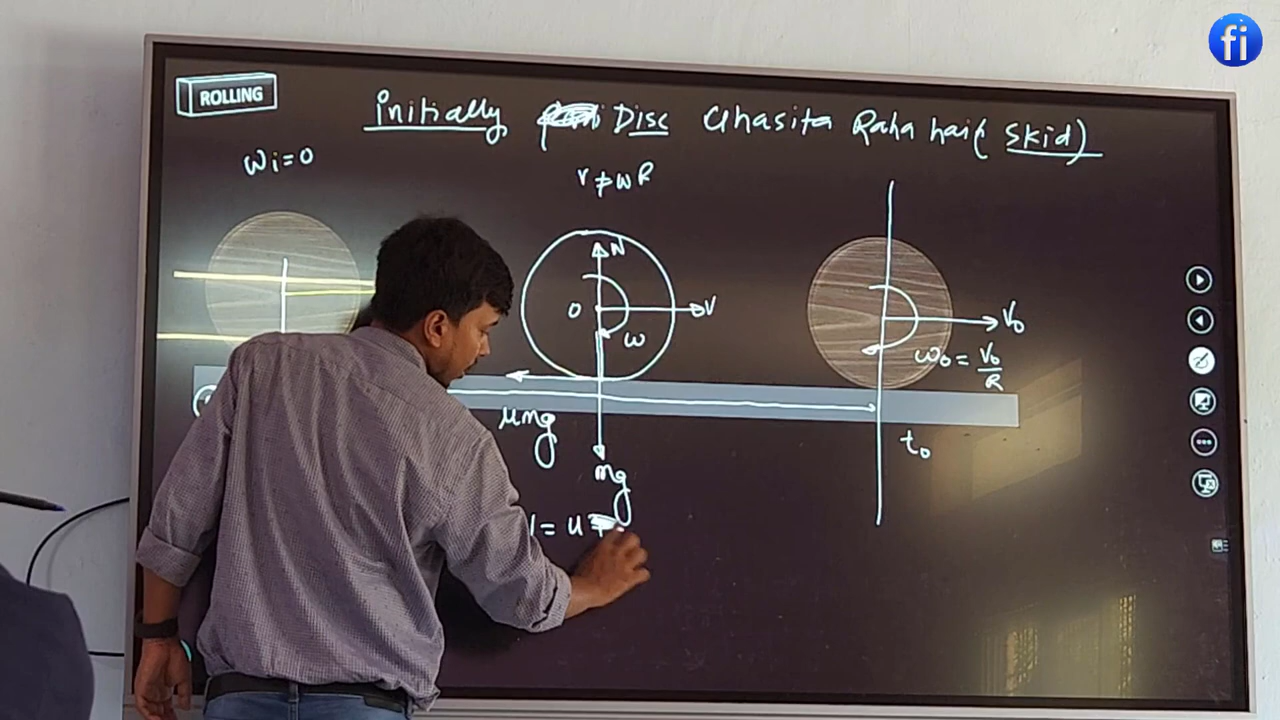 fi
ROLLING
initially Disc Ghasita Raha hai ( Skid )
ωi=0
v≠ωR
N
O
V
ω
V₀
ω₀ = V₀/R
μmg
t₀
mg
= u